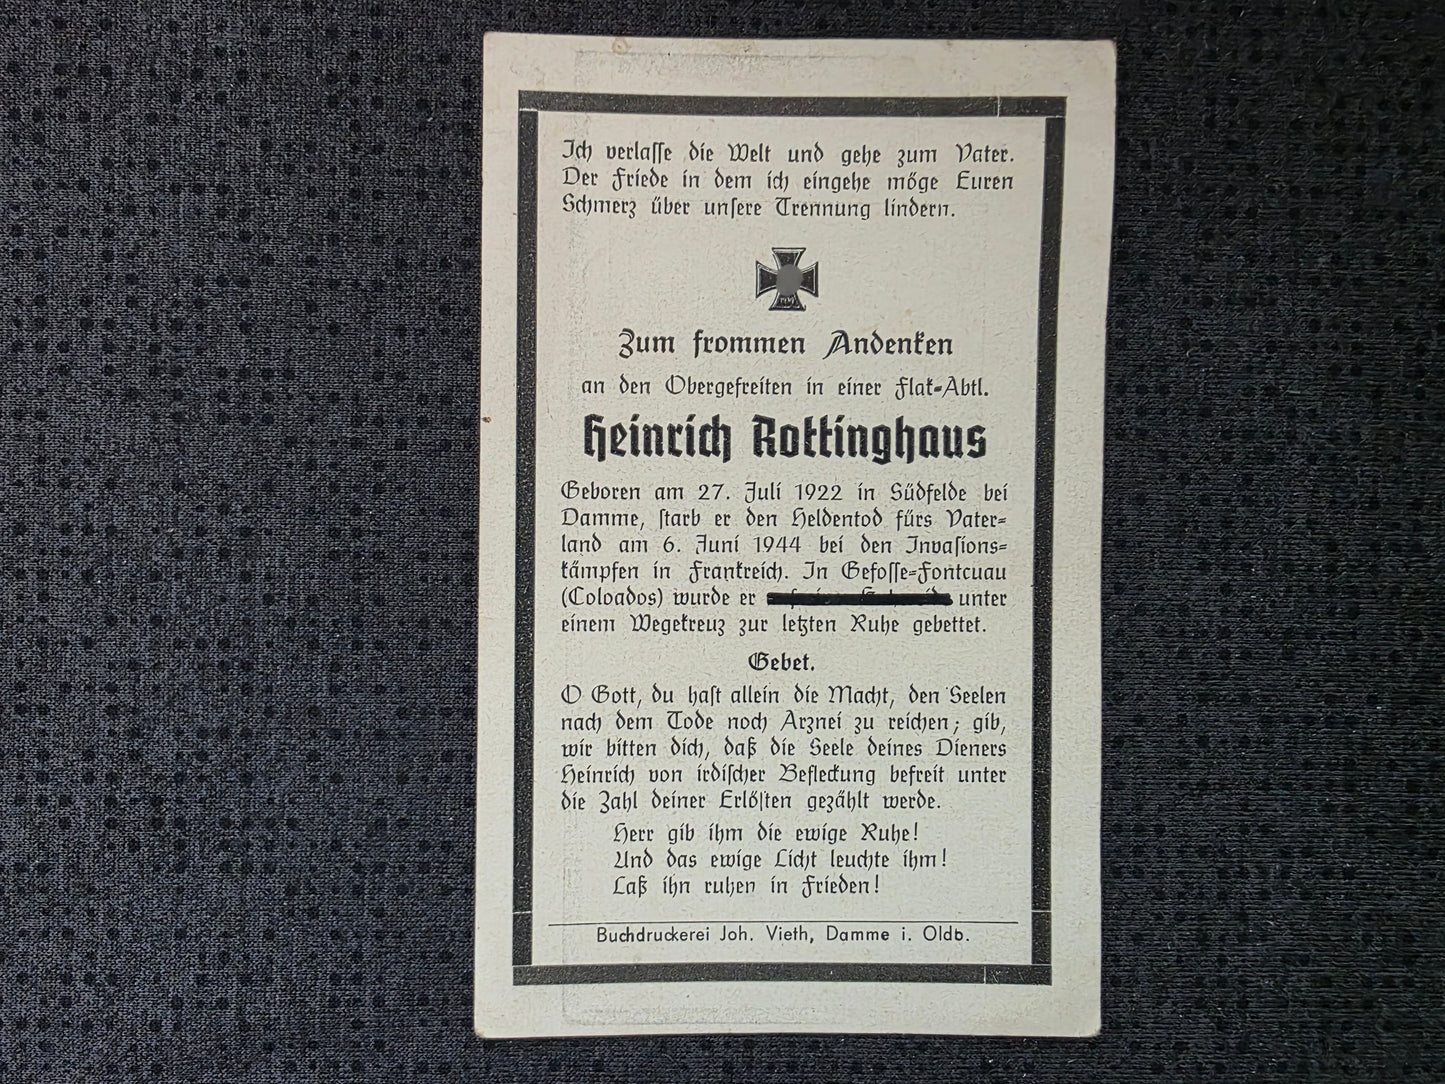 Ich verlasse die Welt und gehe zum Vater.
Der Friede in dem ich eingehe möge Euren
Schmerz über unsere Trennung lindern.
1939
Zum frommen Andenken
an den Obergefreiten in einer Flak-Abtl.
Heinrich Rottinghaus
Geboren am 27. Juli 1922 in Südfelde bei
Damme, starb er den Heldentod fürs Vater-
land am 6. Juni 1944 bei den Invasions-
kämpfen in Frankreich. In Gefosse-Fontcuau
(Coloados) wurde er unter
einem Wegekreuz zur letzten Ruhe gebettet.
Gebet.
O Gott, du hast allein die Macht, den Seelen
nach dem Tode noch Arznei zu reichen; gib,
wir bitten dich, daß die Seele deines Dieners
Heinrich von irdischer Befleckung befreit unter
die Zahl deiner Erlösten gezählt werde.
Herr gib ihm die ewige Ruhe!
Und das ewige Licht leuchte ihm!
Laß ihn ruhen in Frieden!
Buchdruckerei Joh. Vieth, Damme i. Oldb.